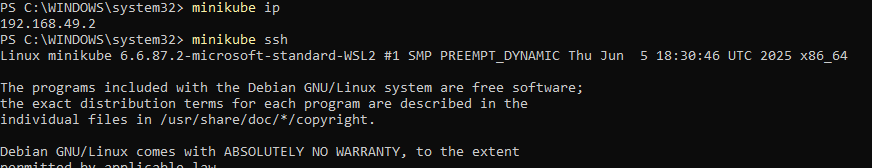 PS C:\WINDOWS\system32> minikube ip
192.168.49.2
PS C:\WINDOWS\system32> minikube ssh
Linux minikube 6.6.87.2-microsoft-standard-WSL2 #1 SMP PREEMPT_DYNAMIC Thu Jun  5 18:30:46 UTC 2025 x86_64

The programs included with the Debian GNU/Linux system are free software;
the exact distribution terms for each program are described in the
individual files in /usr/share/doc/*/copyright.

Debian GNU/Linux comes with ABSOLUTELY NO WARRANTY, to the extent
permitted by applicable law